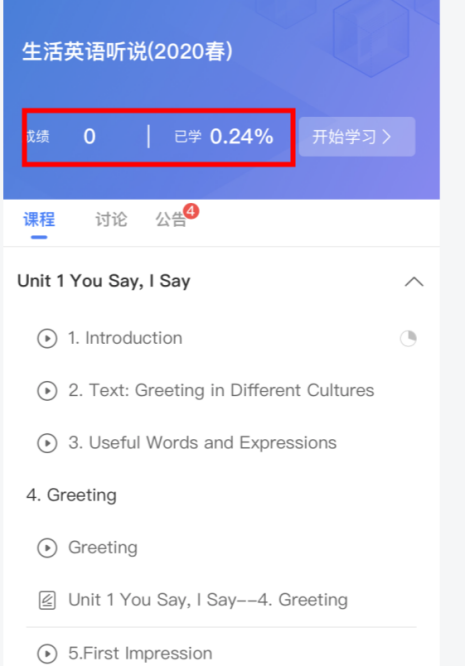 生活英语听说(2020春)
成绩 0 已学 0.24% 开始学习
课程 讨论 公告 4
Unit 1 You Say, I Say
1. Introduction
2. Text: Greeting in Different Cultures
3. Useful Words and Expressions
4. Greeting
Greeting
Unit 1 You Say, I Say--4. Greeting
5.First Impression